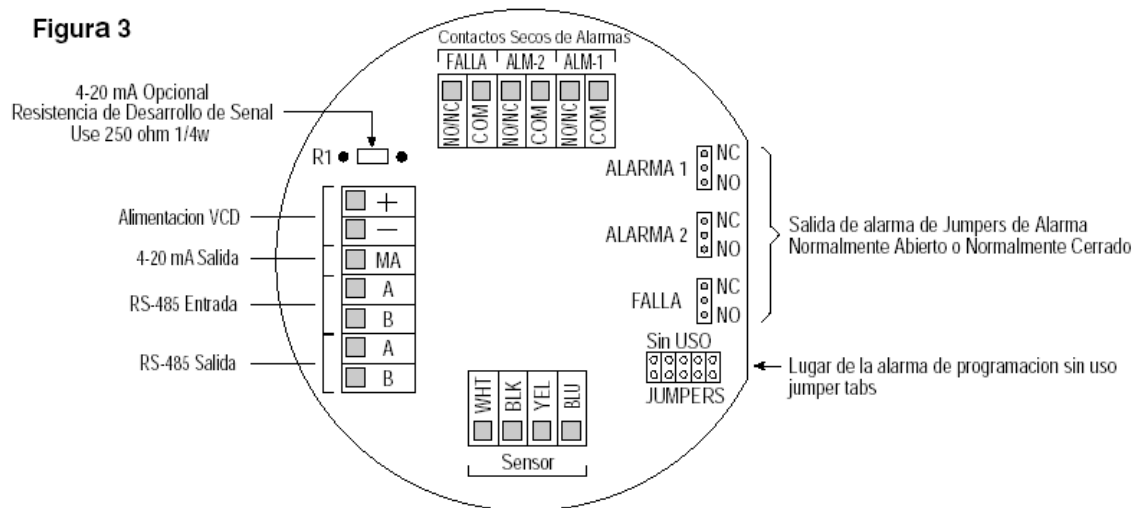 Figura 3
4-20 mA Opcional
Resistencia de Desarrollo de Senal
Use 250 ohm 1/4w
R1
Contactos Secos de Alarmas
FALLA ALM-2 ALM-1
NO/NC COM NO/NC COM NO/NC COM
Alimentacion VCD
+
−
4-20 mA Salida
MA
RS-485 Entrada
A
B
RS-485 Salida
A
B
ALARMA 1
NC
NO
ALARMA 2
NC
NO
FALLA
NC
NO
Salida de alarma de Jumpers de Alarma
Normalmente Abierto o Normalmente Cerrado
Sin USO
JUMPERS
Lugar de la alarma de programacion sin uso
jumper tabs
WHT BLK YEL BLU
Sensor